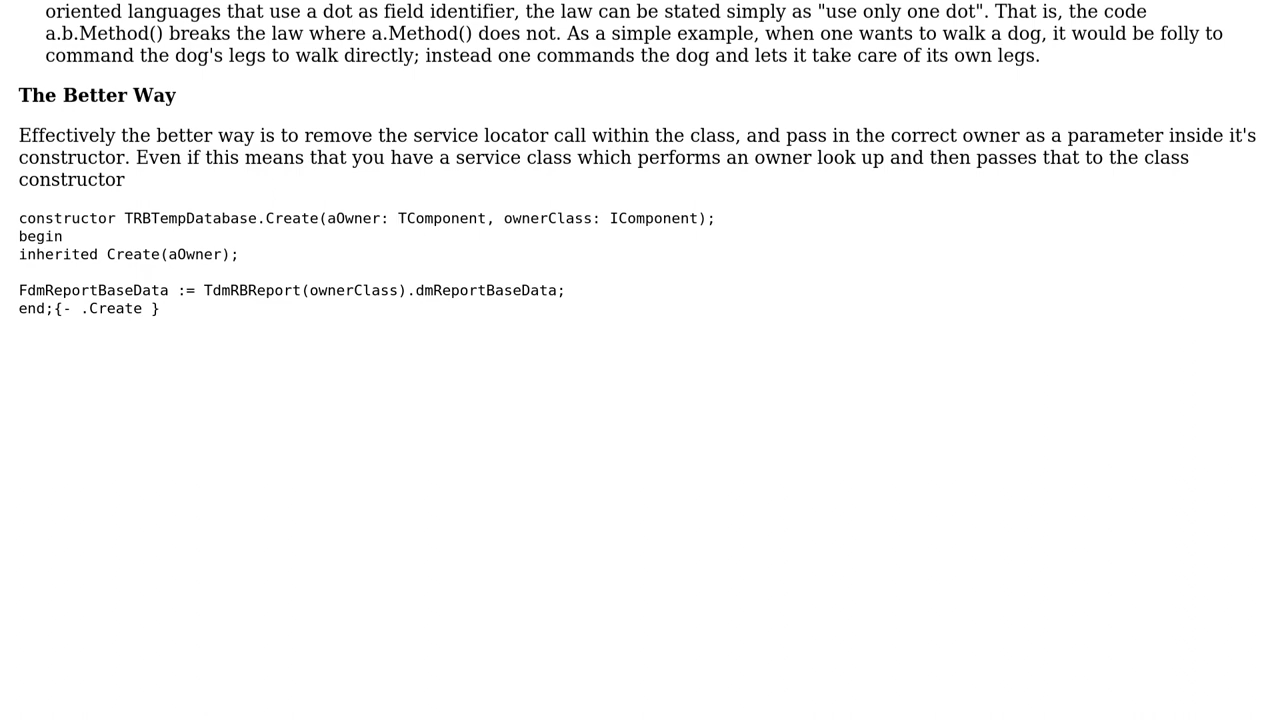 oriented languages that use a dot as field identifier, the law can be stated simply as "use only one dot". That is, the code
a.b.Method() breaks the law where a.Method() does not. As a simple example, when one wants to walk a dog, it would be folly to
command the dog's legs to walk directly; instead one commands the dog and lets it take care of its own legs.
The Better Way
Effectively the better way is to remove the service locator call within the class, and pass in the correct owner as a parameter inside it's
constructor. Even if this means that you have a service class which performs an owner look up and then passes that to the class
constructor
constructor TRBTempDatabase.Create(aOwner: TComponent, ownerClass: IComponent);
begin
inherited Create(aOwner);
FdmReportBaseData := TdmRBReport(ownerClass).dmReportBaseData;
end;{- .Create }